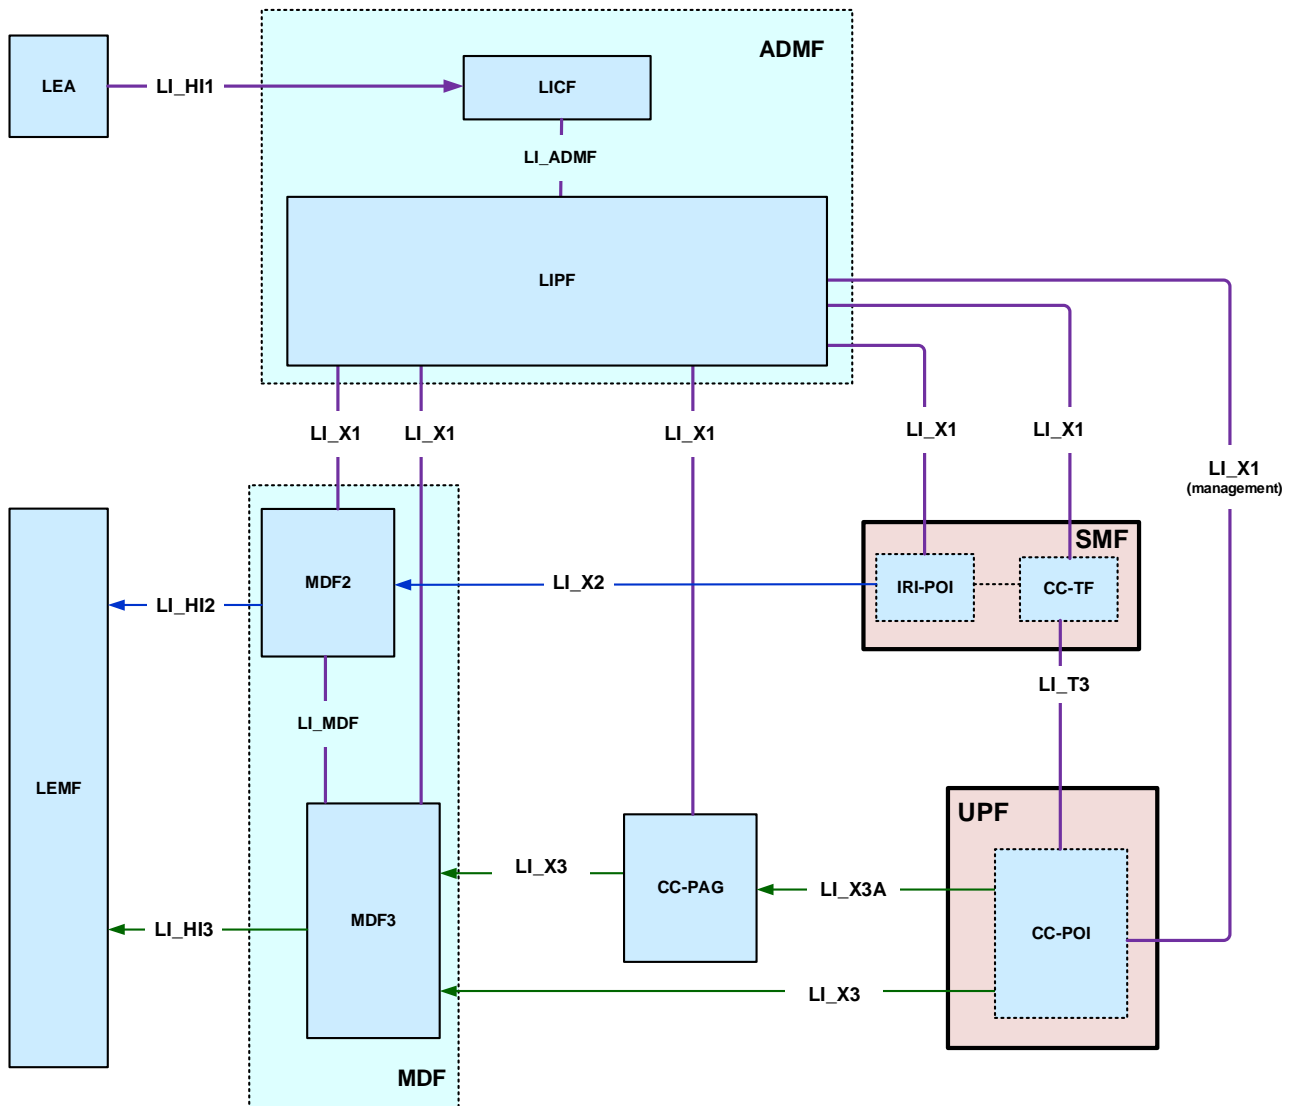 ADMF
LEA
LI_HI1
LICF
LI_ADMF
LIPF
LI_X1
LI_X1
LI_X1
LI_X1
LI_X1
LI_X1
(management)
SMF
MDF2
LI_X2
IRI-POI
CC-TF
LI_HI2
LI_T3
LI_MDF
LEMF
UPF
LI_X3
CC-PAG
LI_X3A
MDF3
LI_HI3
CC-POI
LI_X3
MDF